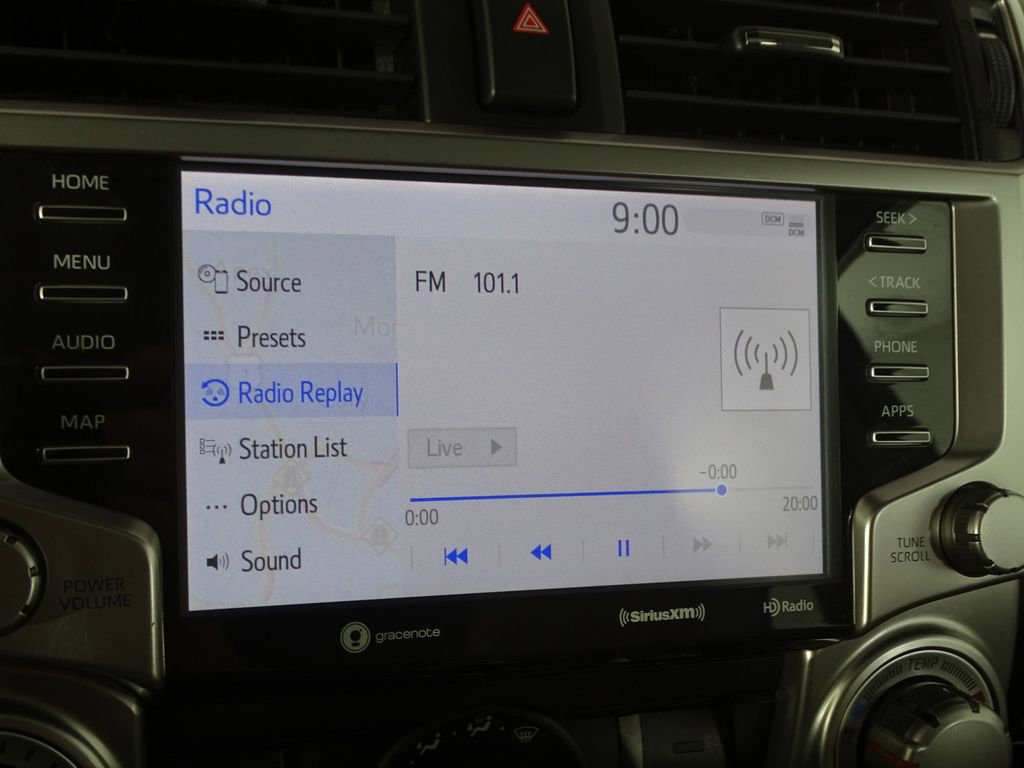 HOME
MENU
AUDIO
MAP
POWER
VOLUME
Radio
9:00
DCM
DCM
Source
Presets
Radio Replay
Station List
Options
Sound
FM 101.1
Live
-0:00
0:00
20:00
SEEK >
< TRACK
PHONE
APPS
TUNE
SCROLL
gracenote
((SiriusXM))
HD Radio
TEMP